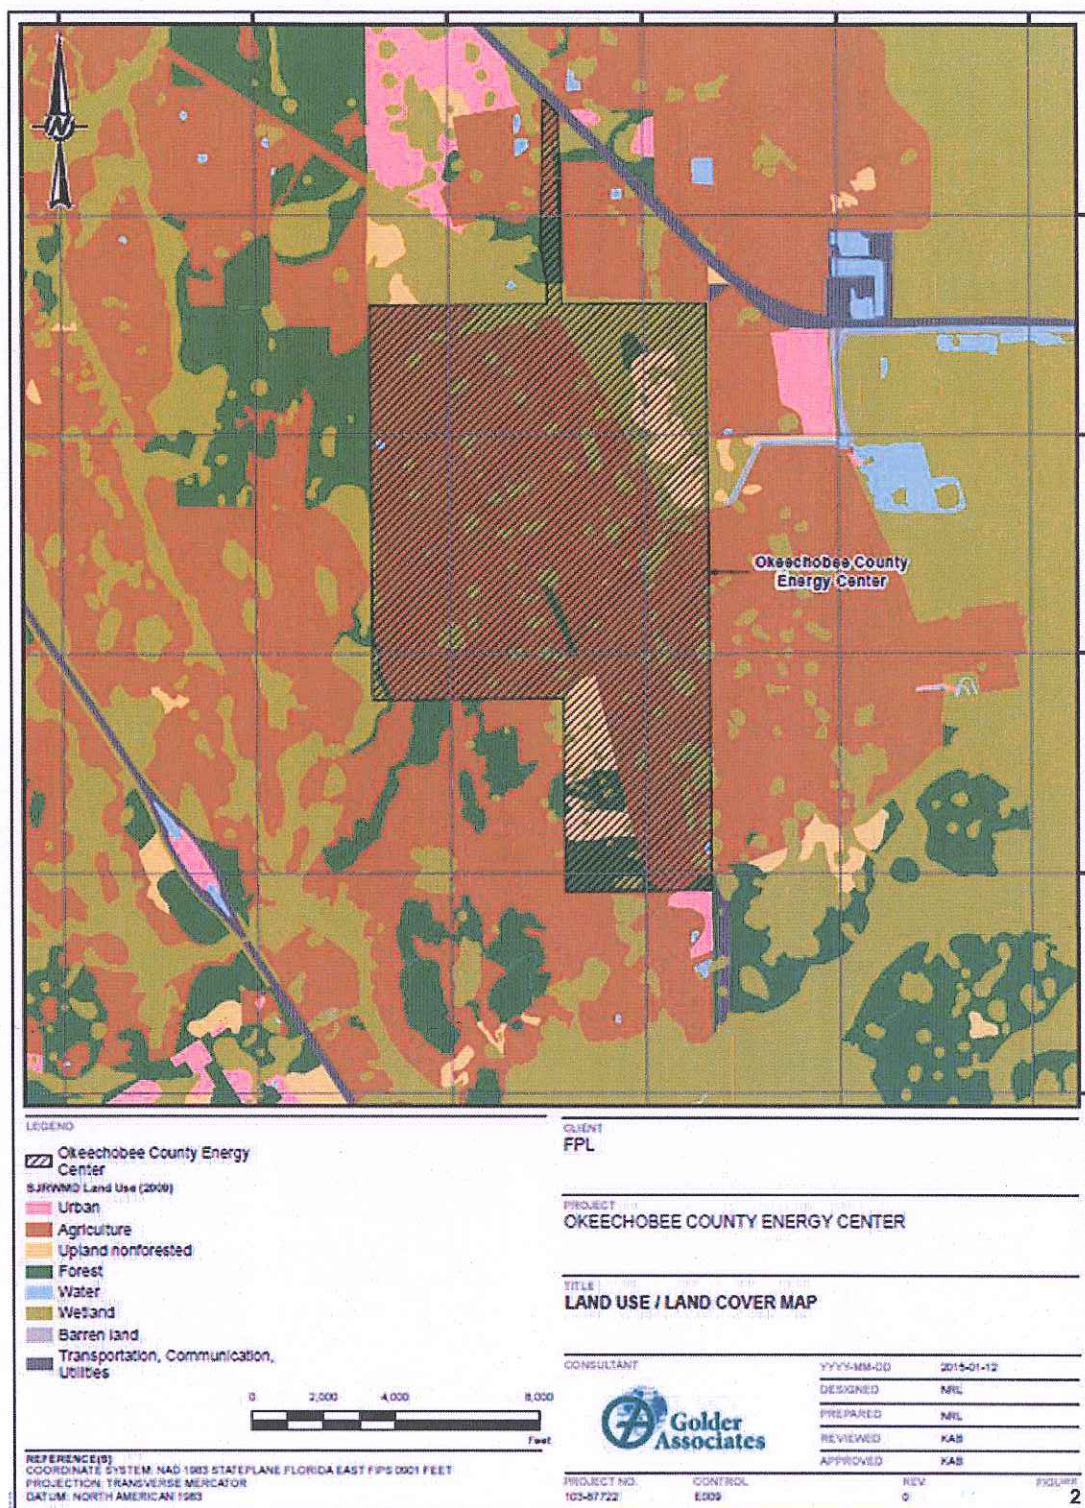 N
Okeechobee County
Energy Center
LEGEND
Okeechobee County Energy
Center
SJRWMD Land Use (2009)
Urban
Agriculture
Upland nonforested
Forest
Water
Wetland
Barren land
Transportation, Communication,
Utilities
0 2,000 4,000 8,000
Feet
REFERENCE(S)
COORDINATE SYSTEM: NAD 1983 STATEPLANE FLORIDA EAST FIPS 0901 FEET
PROJECTION: TRANSVERSE MERCATOR
DATUM: NORTH AMERICAN 1983
CLIENT
FPL
PROJECT
OKEECHOBEE COUNTY ENERGY CENTER
TITLE
LAND USE / LAND COVER MAP
CONSULTANT
Golder
Associates
YYYY-MM-DD 2015-01-12
DESIGNED NRL
PREPARED NRL
REVIEWED KAB
APPROVED KAB
PROJECT NO. CONTROL REV. FIGURE
103-87722 E009 0 2